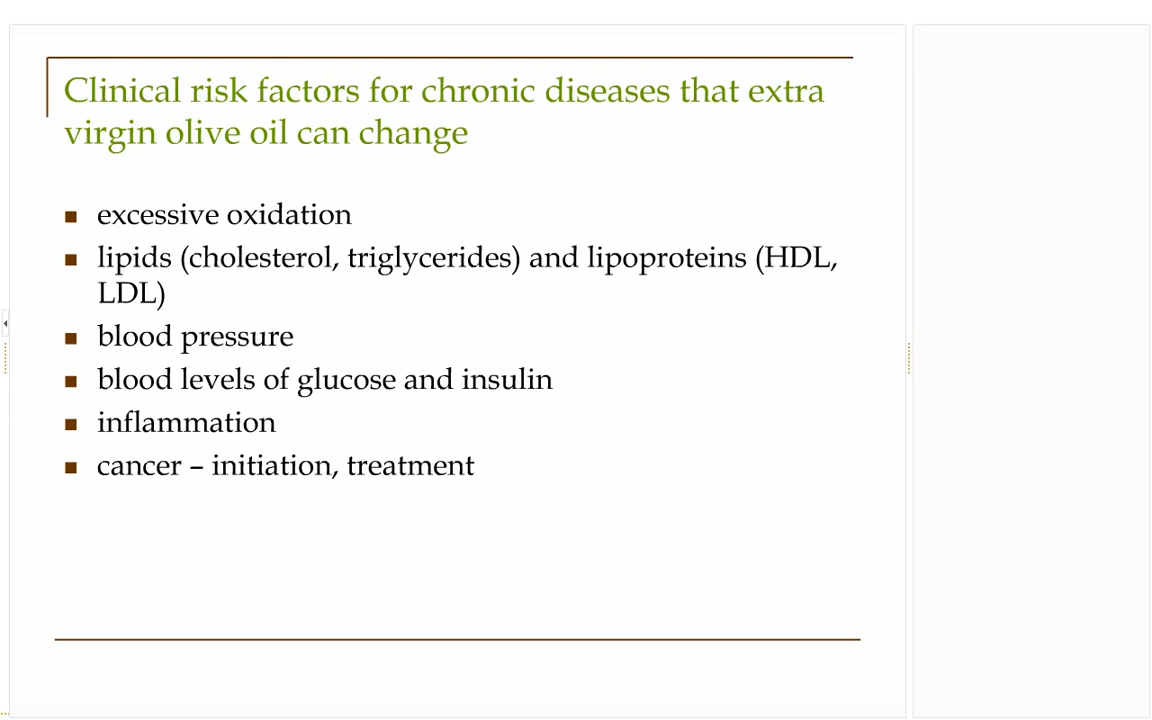 Clinical risk factors for chronic diseases that extra
virgin olive oil can change
excessive oxidation
lipids (cholesterol, triglycerides) and lipoproteins (HDL,
LDL)
blood pressure
blood levels of glucose and insulin
inflammation
cancer – initiation, treatment